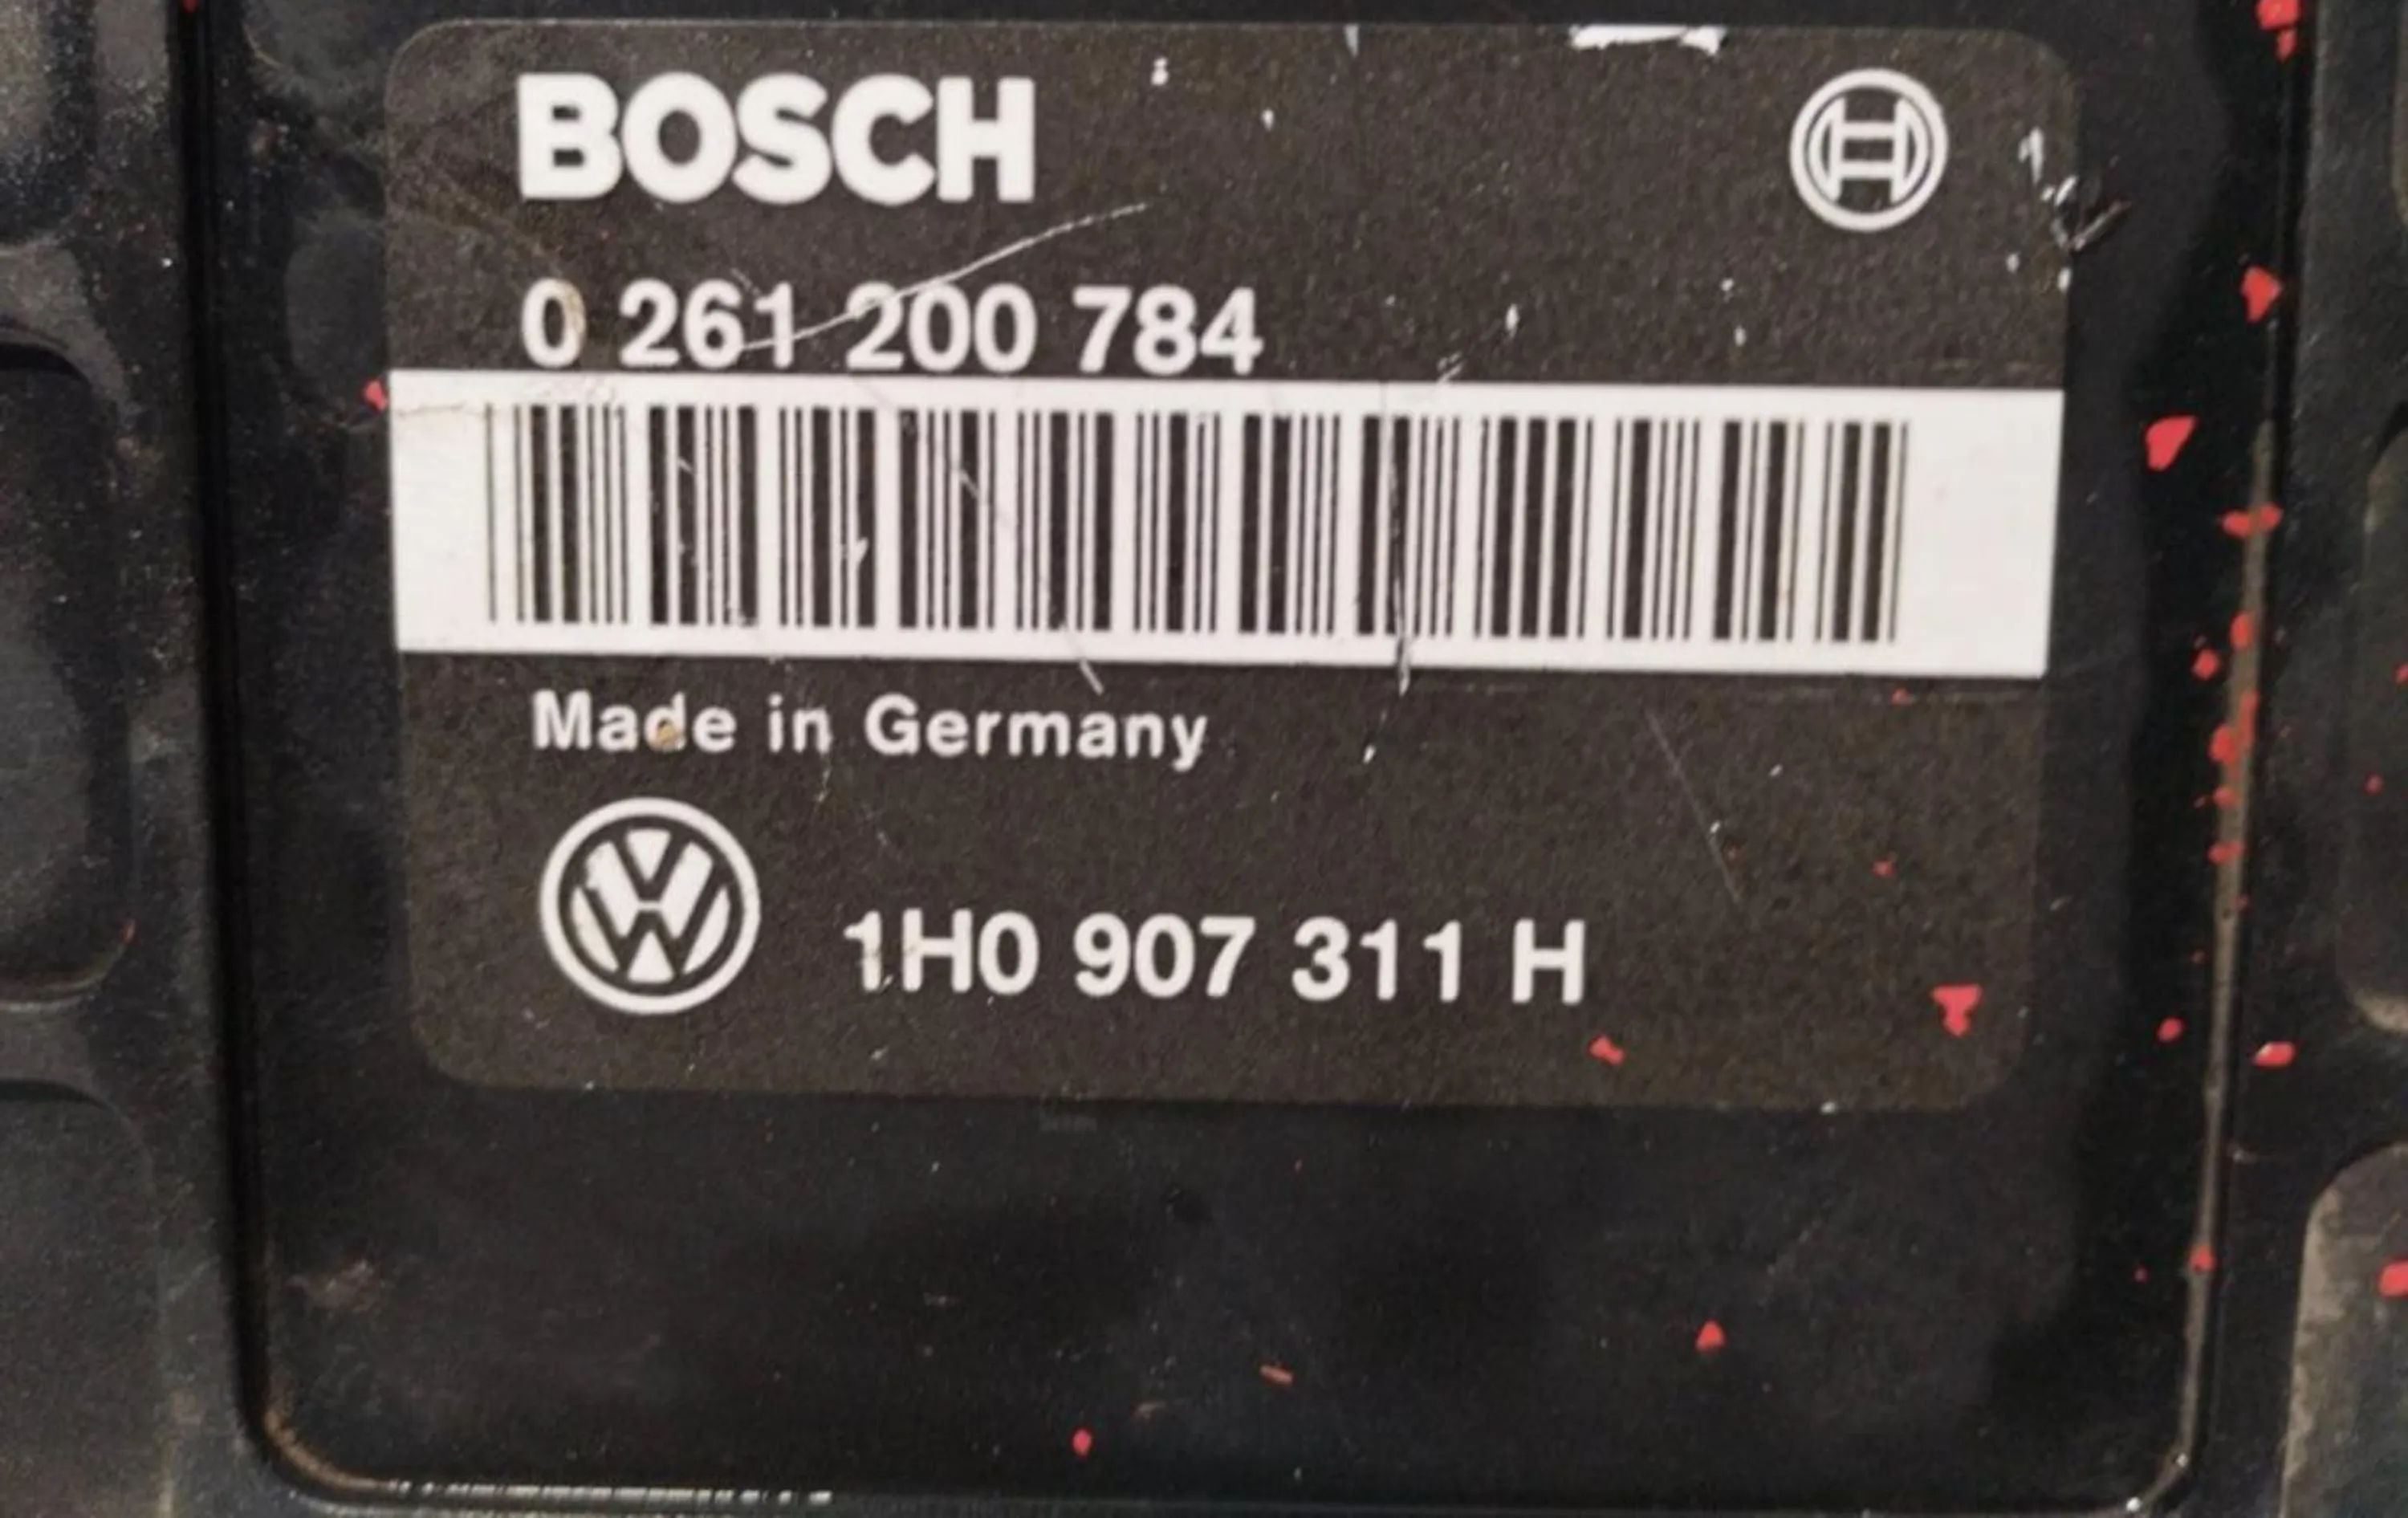 BOSCH
0 261 200 784
Made in Germany
1H0 907 311 H